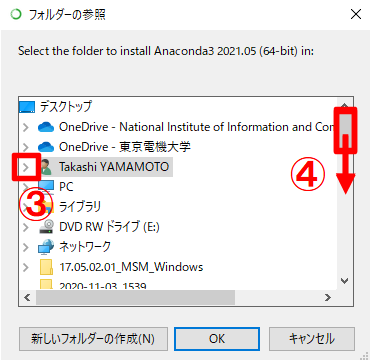 フォルダーの参照
Select the folder to install Anaconda3 2021.05 (64-bit) in:
デスクトップ
OneDrive - National Institute of Information and Con
OneDrive - 東京電機大学
Takashi YAMAMOTO
PC
③
ライブラリ
④
DVD RW ドライブ (E:)
ネットワーク
17.05.02.01_MSM_Windows
2020-11-03_1539
新しいフォルダーの作成(N)
OK
キャンセル